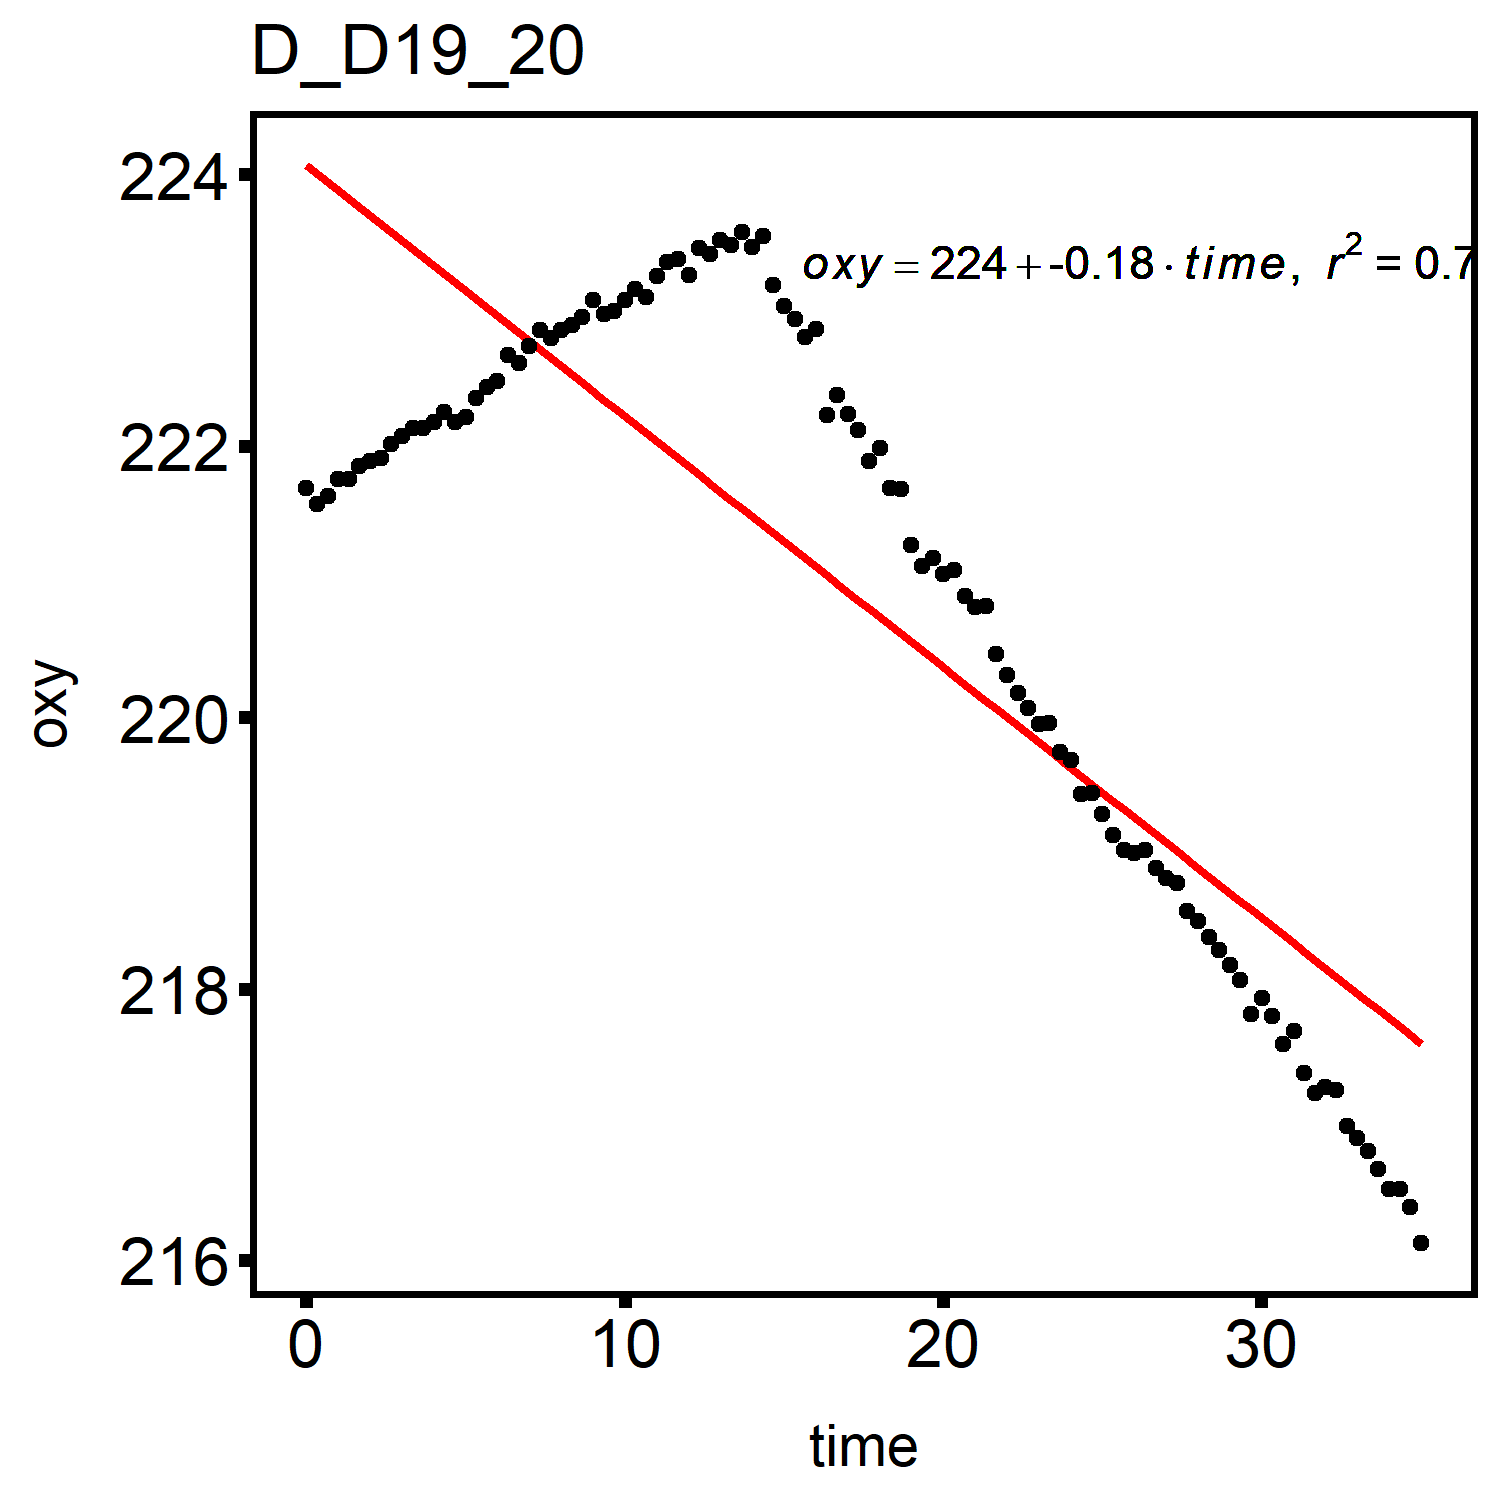 D_D19_20
oxy = 224 + -0.18 · time, r² = 0.7
224
222
220
218
216
oxy
0 10 20 30
time